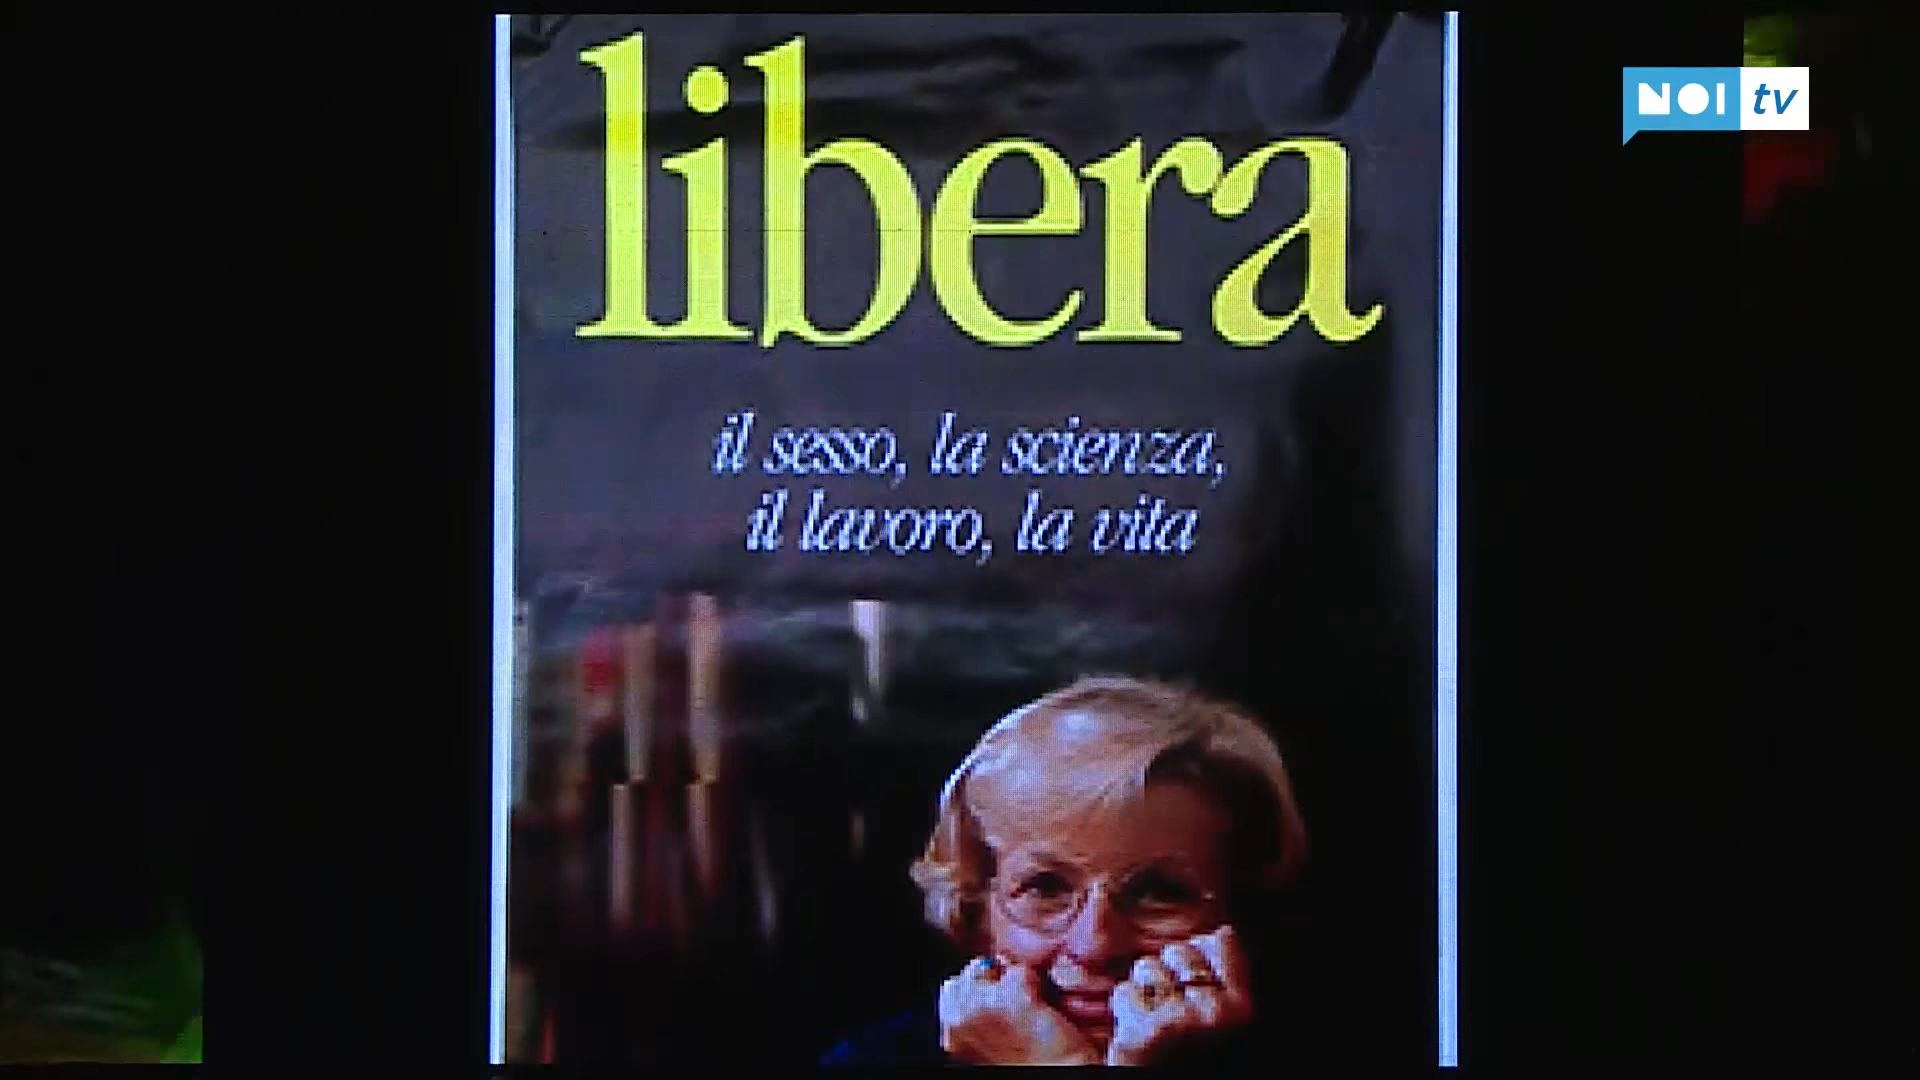 NOI tv
libera
il sesso, la scienza,
il lavoro, la vita